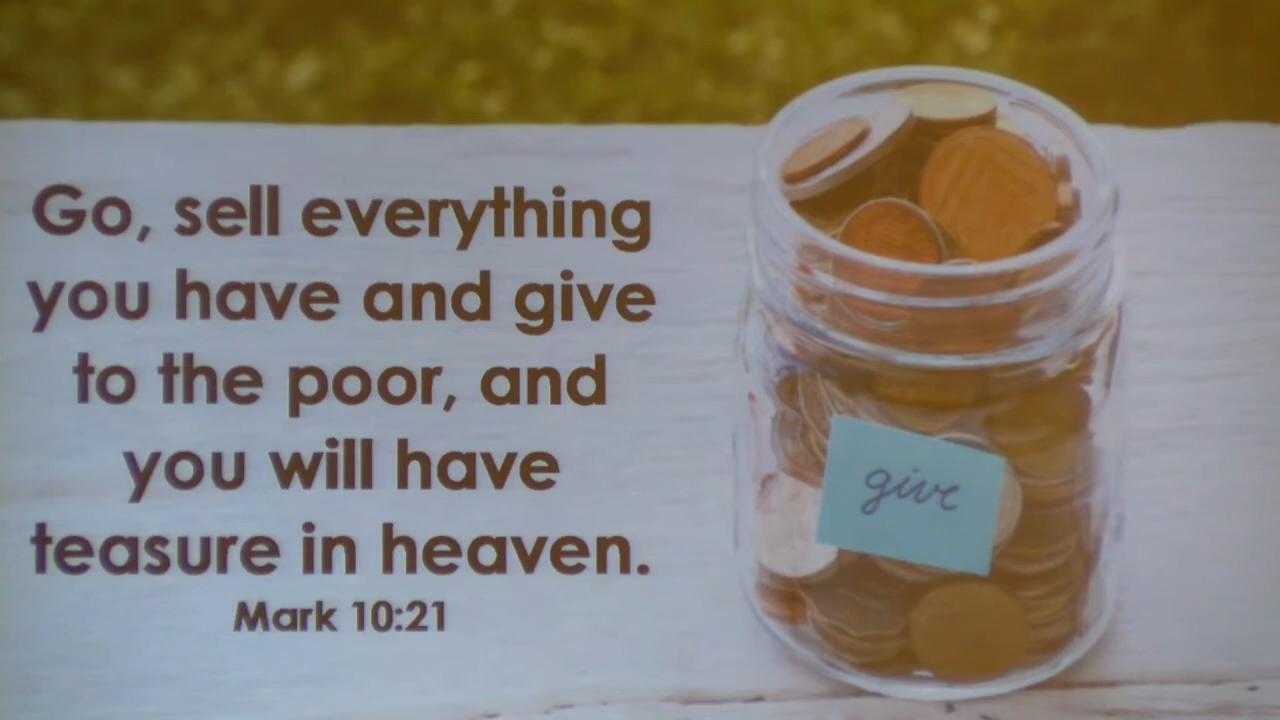 Go, sell everything
you have and give
to the poor, and
you will have
teasure in heaven.
Mark 10:21
give